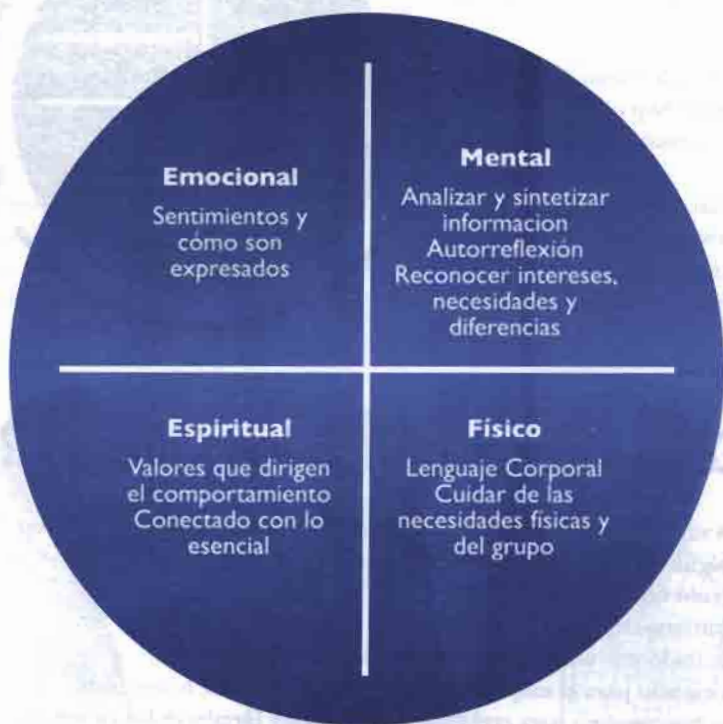 Emocional
Sentimientos y
cómo son
expresados
Mental
Analizar y sintetizar
informacion
Autorreflexión
Reconocer intereses,
necesidades y
diferencias
Espiritual
Valores que dirigen
el comportamiento
Conectado con lo
esencial
Físico
Lenguaje Corporal
Cuidar de las
necesidades físicas y
del grupo